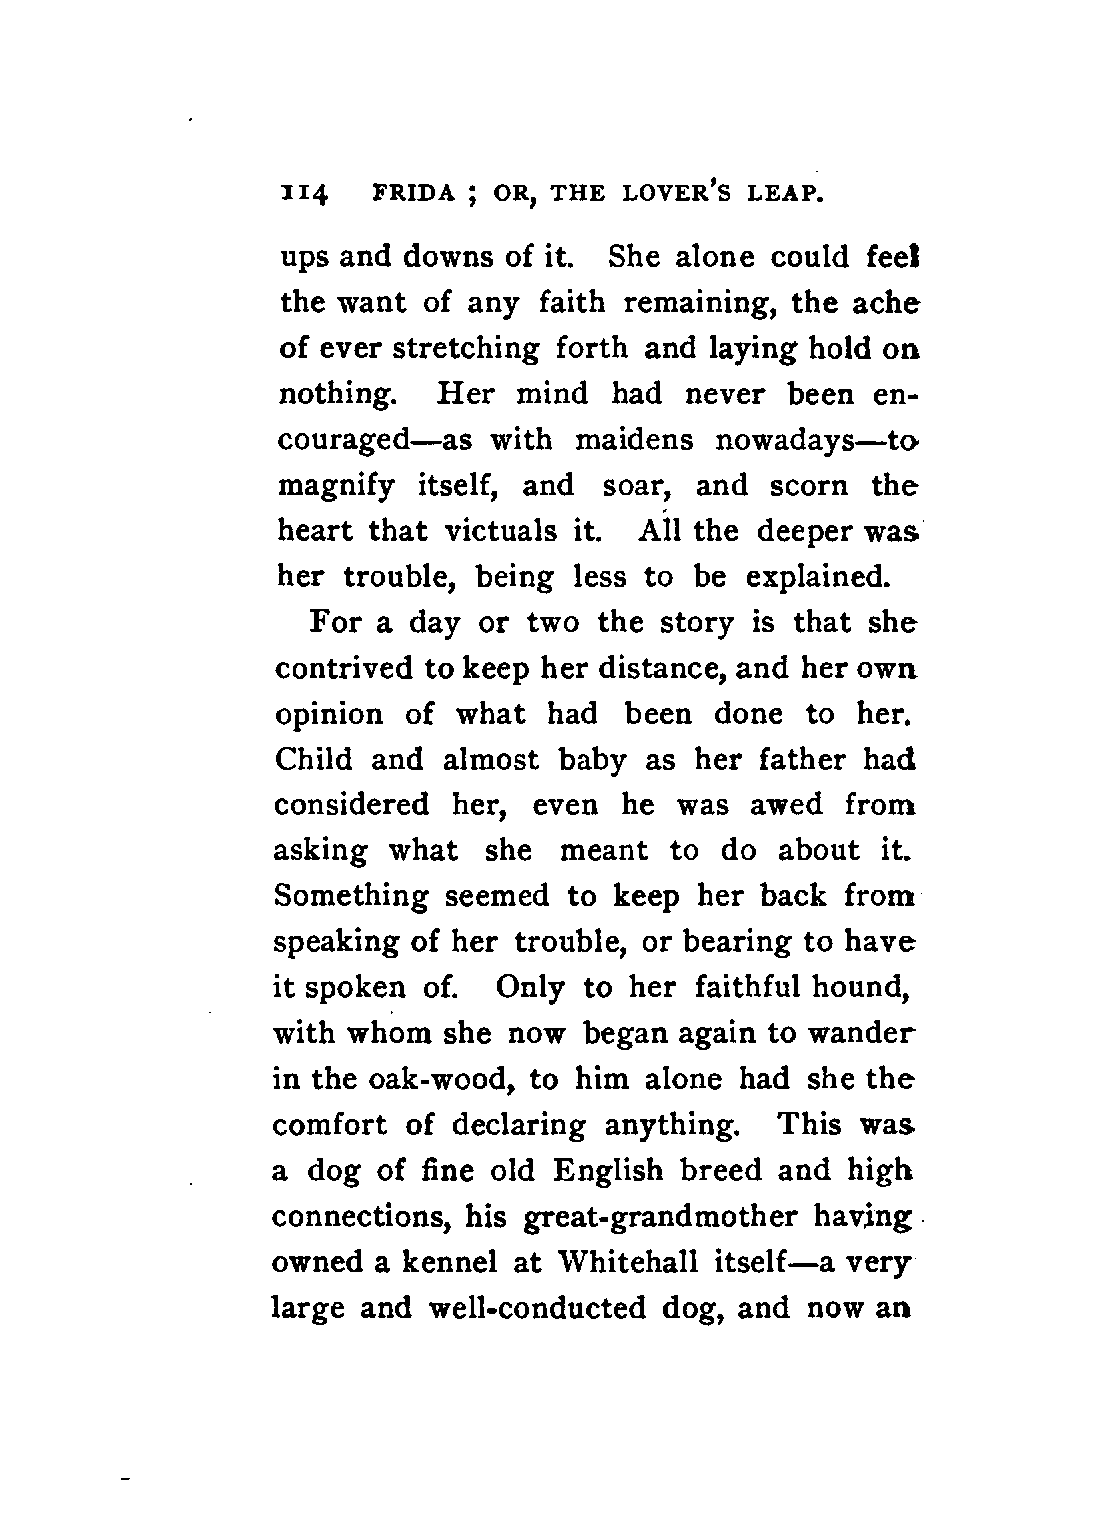 114 FRIDA ; OR, THE LOVER'S LEAP.
ups and downs of it. She alone could feel
the want of any faith remaining, the ache
of ever stretching forth and laying hold on
nothing. Her mind had never been en-
couraged—as with maidens nowadays—to
magnify itself, and soar, and scorn the
heart that victuals it. All the deeper was
her trouble, being less to be explained.
For a day or two the story is that she
contrived to keep her distance, and her own
opinion of what had been done to her.
Child and almost baby as her father had
considered her, even he was awed from
asking what she meant to do about it.
Something seemed to keep her back from
speaking of her trouble, or bearing to have
it spoken of. Only to her faithful hound,
with whom she now began again to wander
in the oak-wood, to him alone had she the
comfort of declaring anything. This was
a dog of fine old English breed and high
connections, his great-grandmother having
owned a kennel at Whitehall itself—a very
large and well-conducted dog, and now an